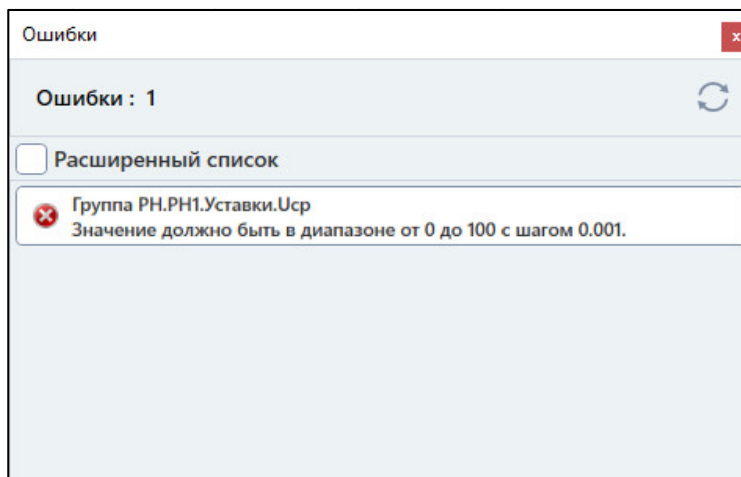 Ошибки
x
Ошибки : 1
Расширенный список
Группа РН.РН1.Уставки.Uср
Значение должно быть в диапазоне от 0 до 100 с шагом 0.001.